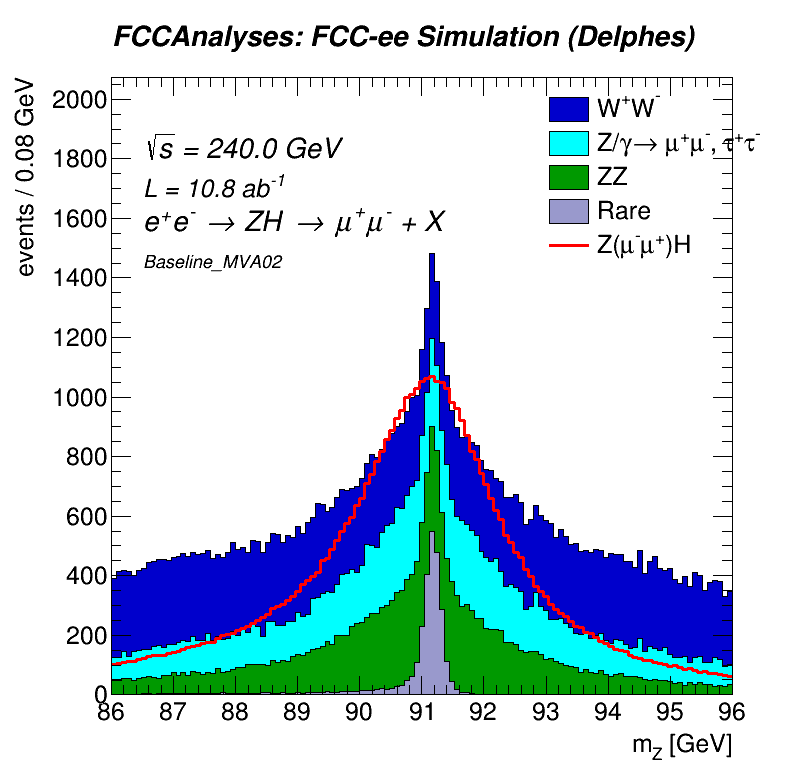 FCCAnalyses: FCC-ee Simulation (Delphes)
events / 0.08 GeV
2000
1800
1600
1400
1200
1000
800
600
400
200
0
√s = 240.0 GeV
L = 10.8 ab⁻¹
e⁺e⁻ → ZH → μ⁺μ⁻ + X
Baseline_MVA02
W⁺W⁻
Z/γ→ μ⁺μ⁻, τ⁺τ⁻
ZZ
Rare
Z(μ⁻μ⁺)H
86 87 88 89 90 91 92 93 94 95 96
m_Z [GeV]